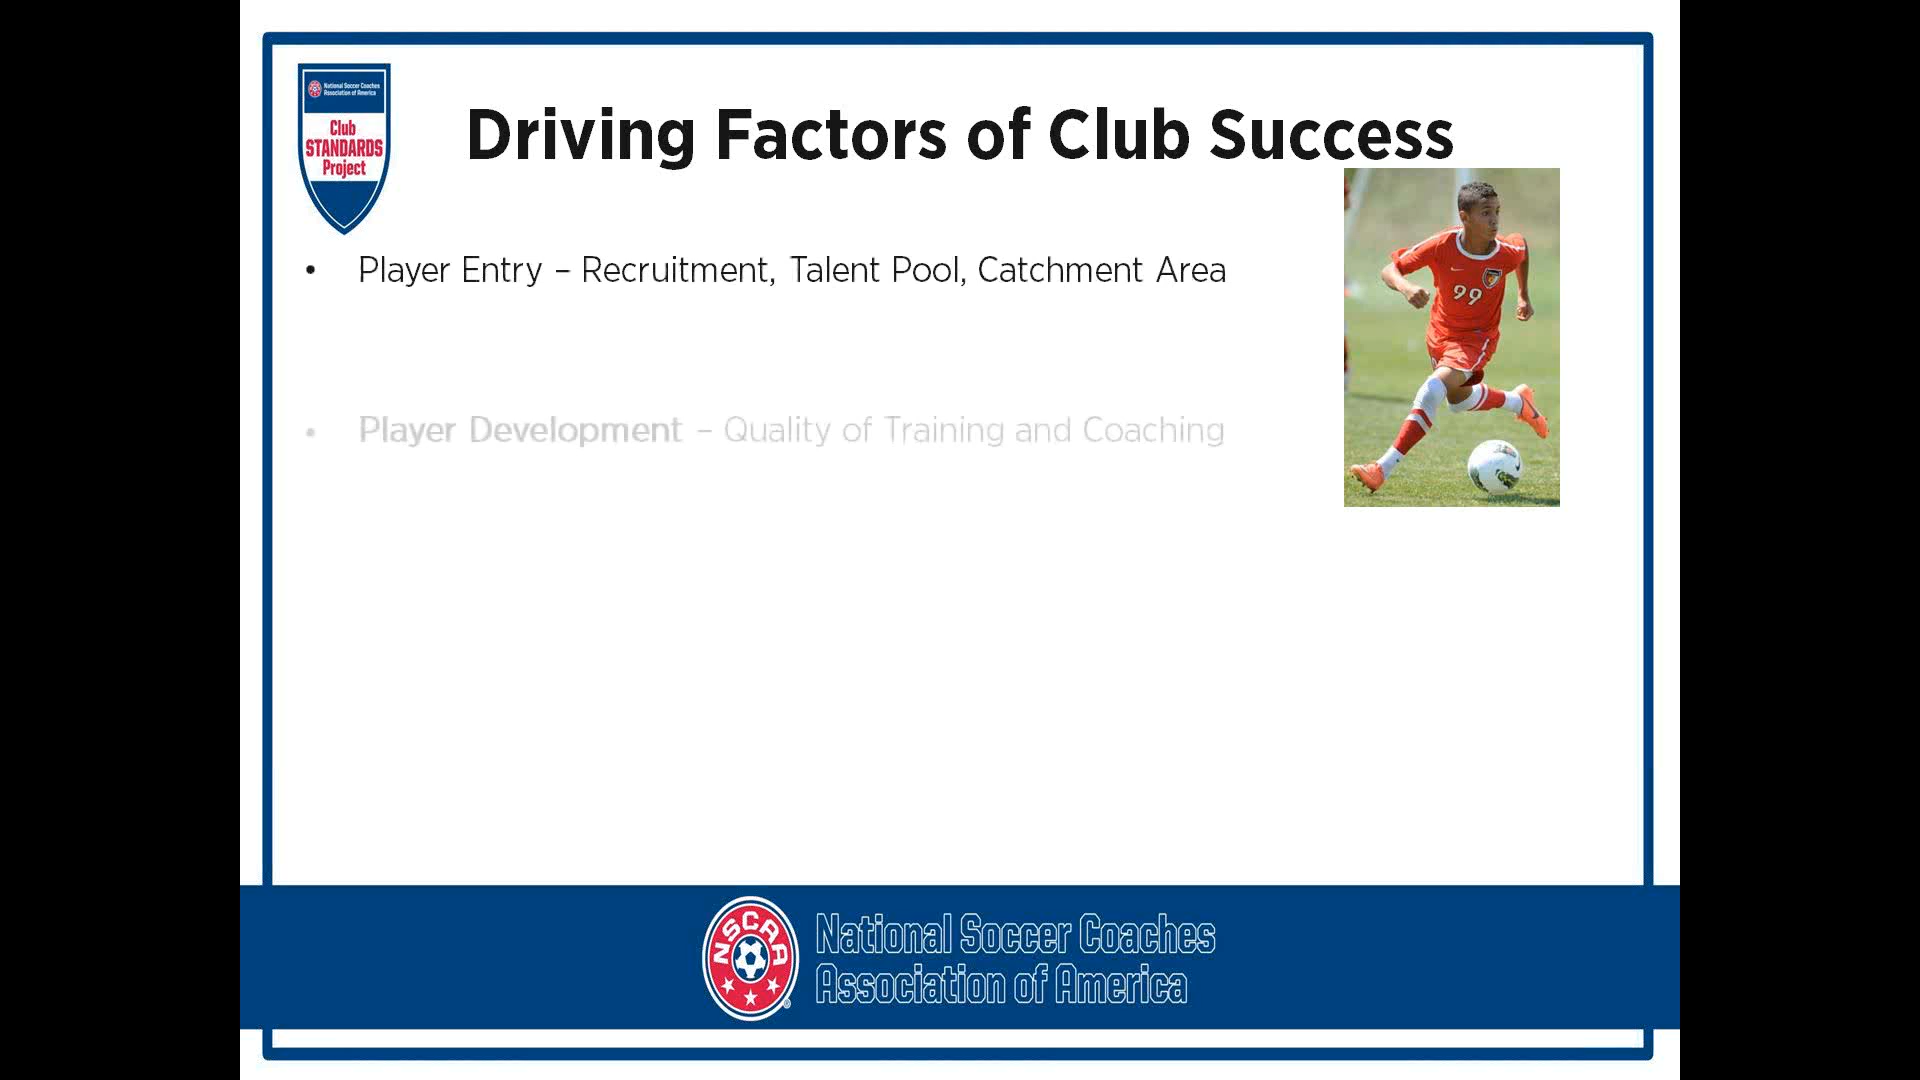 National Soccer Coaches
Association of America
Club
STANDARDS
Project
Driving Factors of Club Success
• Player Entry – Recruitment, Talent Pool, Catchment Area
99
• Player Development – Quality of Training and Coaching
NSCAA
National Soccer Coaches
Association of America